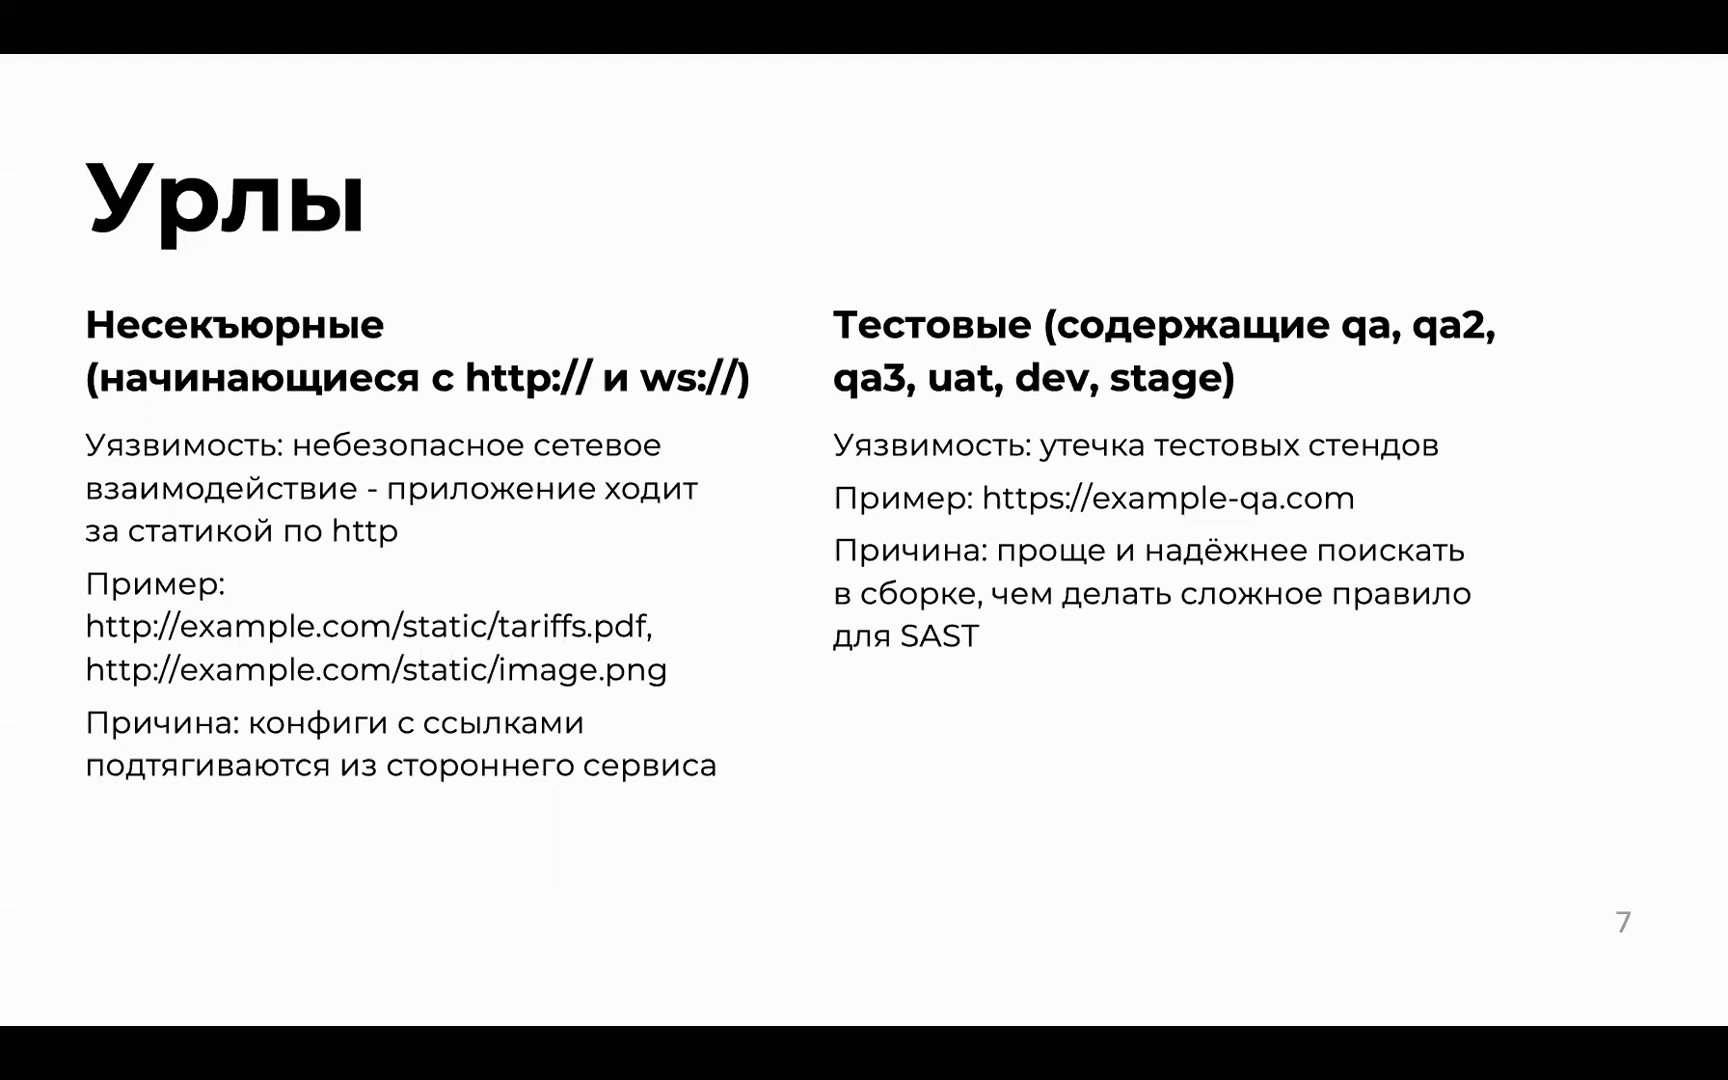 Урлы
Несекъюрные
(начинающиеся с http:// и ws://)
Уязвимость: небезопасное сетевое
взаимодействие - приложение ходит
за статикой по http
Пример:
http://example.com/static/tariffs.pdf,
http://example.com/static/image.png
Причина: конфиги с ссылками
подтягиваются из стороннего сервиса
Тестовые (содержащие qa, qa2,
qa3, uat, dev, stage)
Уязвимость: утечка тестовых стендов
Пример: https://example-qa.com
Причина: проще и надёжнее поискать
в сборке, чем делать сложное правило
для SAST
7